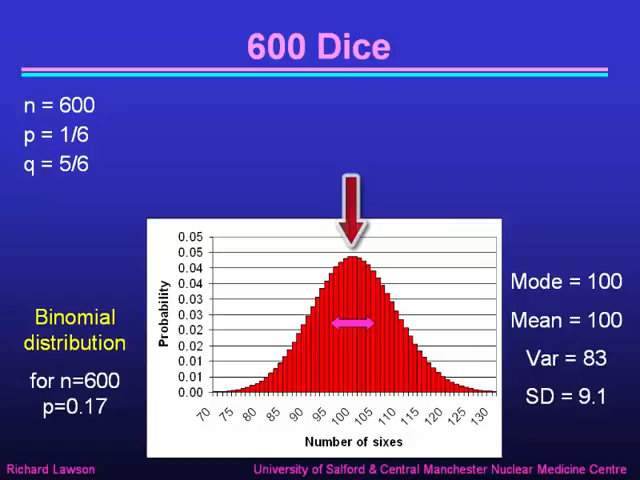 600 Dice
n = 600
p = 1/6
q = 5/6
Binomial
distribution
for n=600
p=0.17
Probability
0.05
0.05
0.04
0.04
0.03
0.03
0.02
0.02
0.01
0.01
0.00
70 75 80 85 90 95 100 105 110 115 120 125 130
Number of sixes
Mode = 100
Mean = 100
Var = 83
SD = 9.1
Richard Lawson
University of Salford & Central Manchester Nuclear Medicine Centre